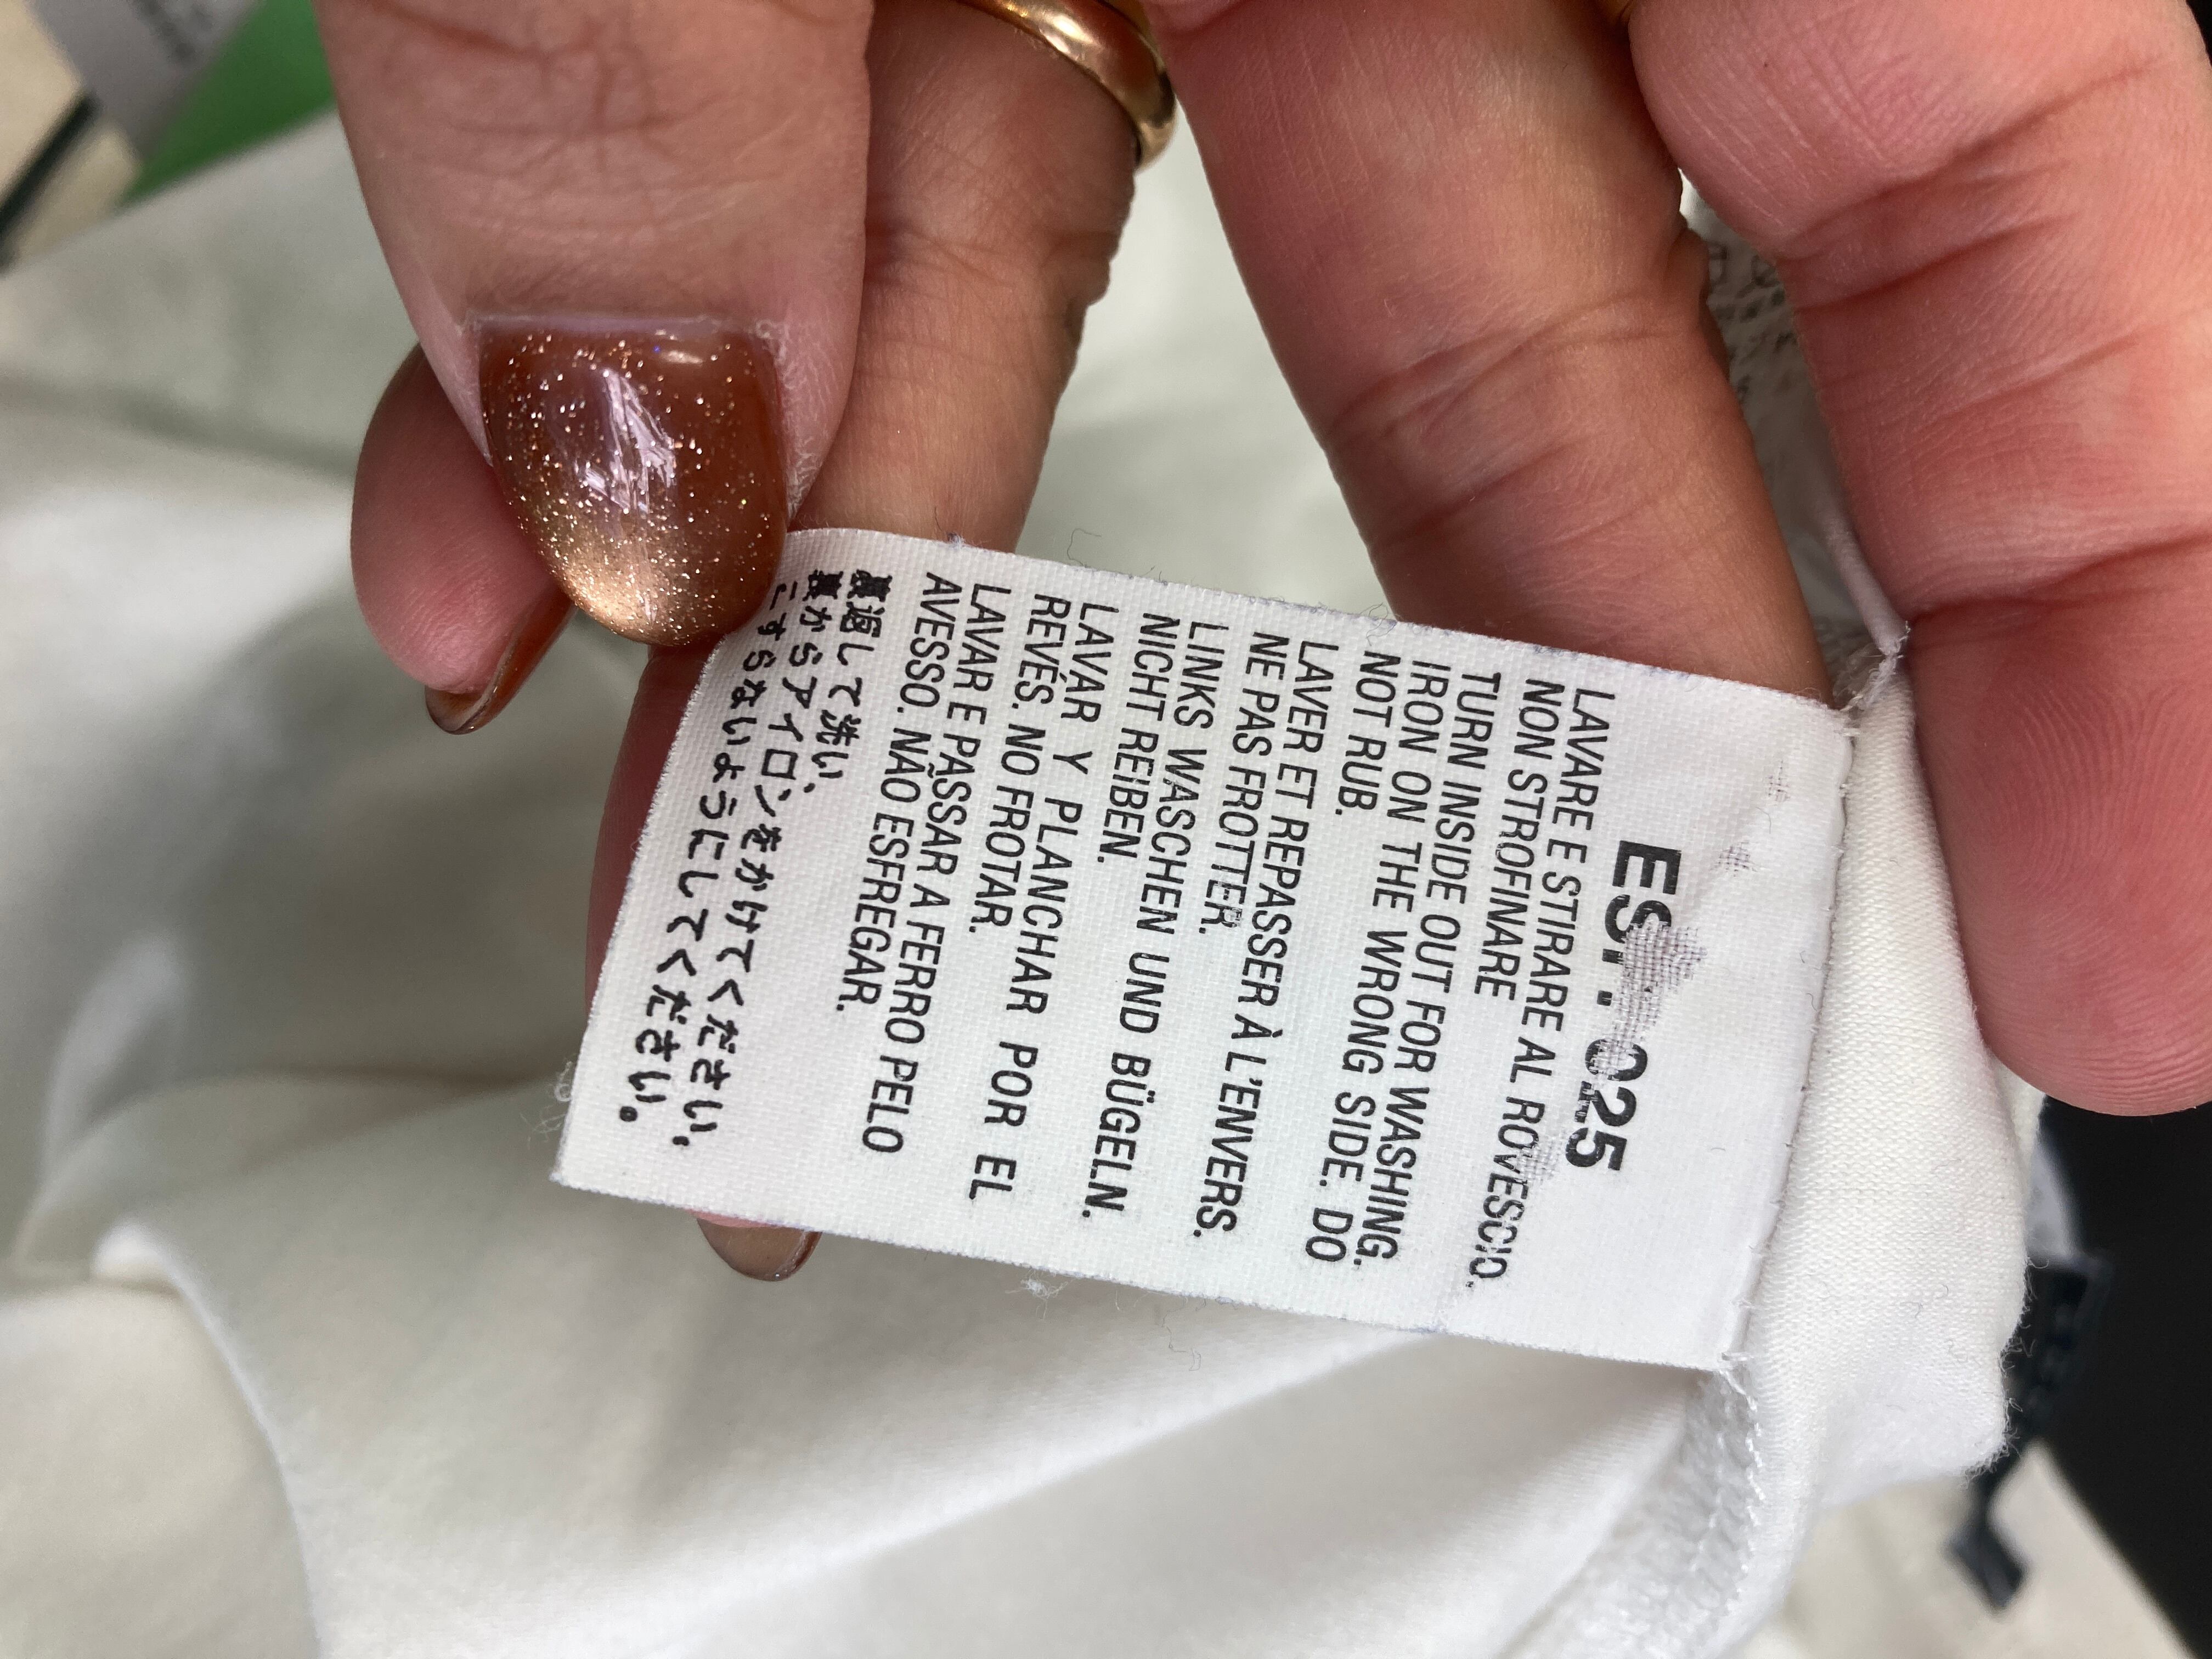 025
LAVARE E STIRARE AL ROVESCIO.
NON STROFINARE
TURN INSIDE OUT FOR WASHING.
IRON ON THE WRONG SIDE. DO
NOT RUB.
LAVER ET REPASSER À L'ENVERS.
NE PAS FROTTER.
LINKS WASCHEN UND BÜGELN.
NICHT REIBEN.
LAVAR Y PLANCHAR POR EL
REVÉS. NO FROTAR.
LAVAR E PASSAR A FERRO PELO
AVESSO. NÃO ESFREGAR.
裏返して洗い、
裏からアイロンをかけてください、
こすらないようにしてください。